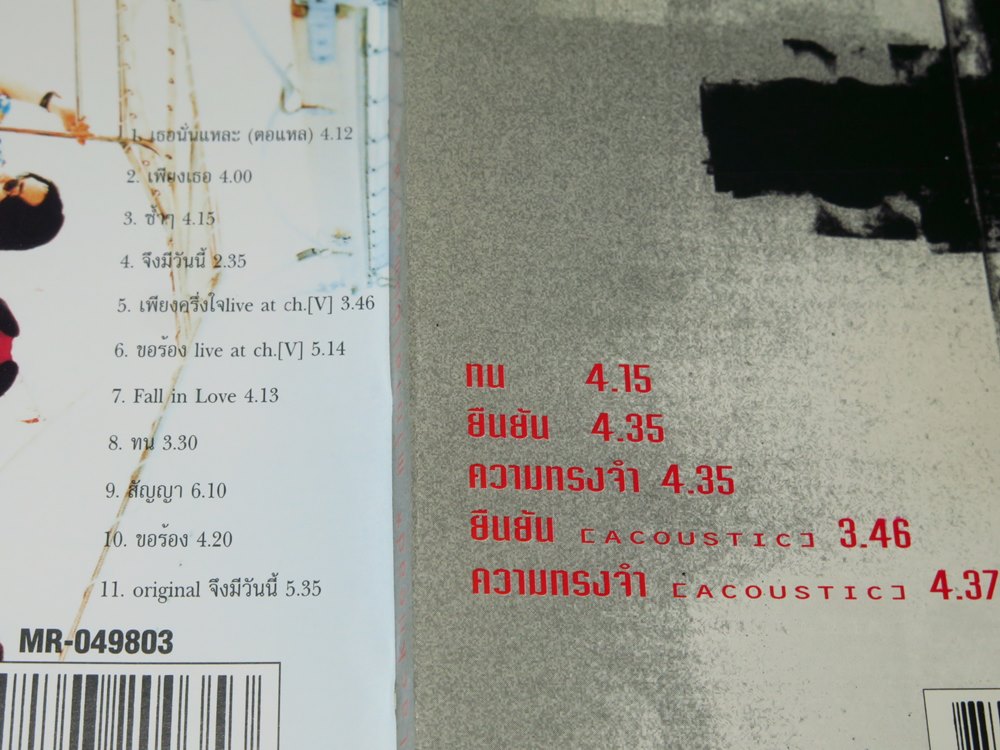 1. เธอนั่นแหละ (ตอแหล) 4.12
2. เพียงเธอ 4.00
3. ซ้ำๆ 4.15
4. จึงมีวันนี้ 2.35
5. เพียงครึ่งใจlive at ch.[V] 3.46
6. ขอร้อง live at ch.[V] 5.14
7. Fall in Love 4.13
8. ทน 3.30
9. สัญญา 6.10
10. ขอร้อง 4.20
11. original จึงมีวันนี้ 5.35
MR-049803
ทน 4.15
ยืนยัน 4.35
ความทรงจำ 4.35
ยืนยัน [ACOUSTIC] 3.46
ความทรงจำ [ACOUSTIC] 4.37